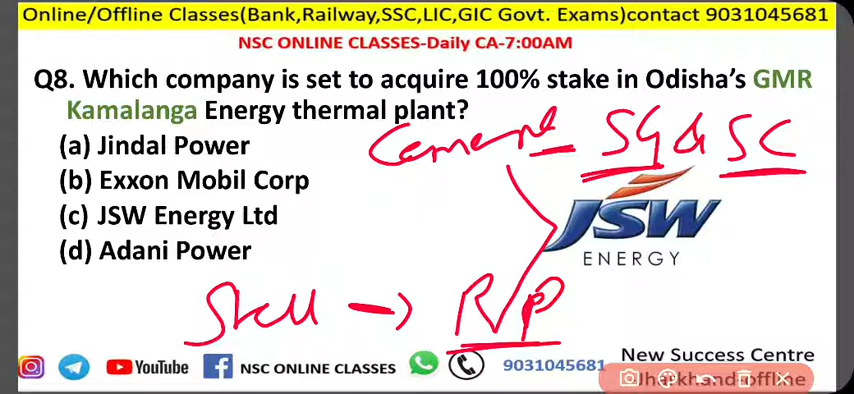 Online/Offline Classes(Bank,Railway,SSC,LIC,GIC Govt. Exams)contact 9031045681
NSC ONLINE CLASSES-Daily CA-7:00AM
Q8. Which company is set to acquire 100% stake in Odisha’s GMR
Kamalanga Energy thermal plant?
(a) Jindal Power
(b) Exxon Mobil Corp
(c) JSW Energy Ltd
(d) Adani Power
SG & SC
JSW
ENERGY
R/P
YouTube
NSC ONLINE CLASSES
9031045681
New Success Centre
Jharkhand-offline